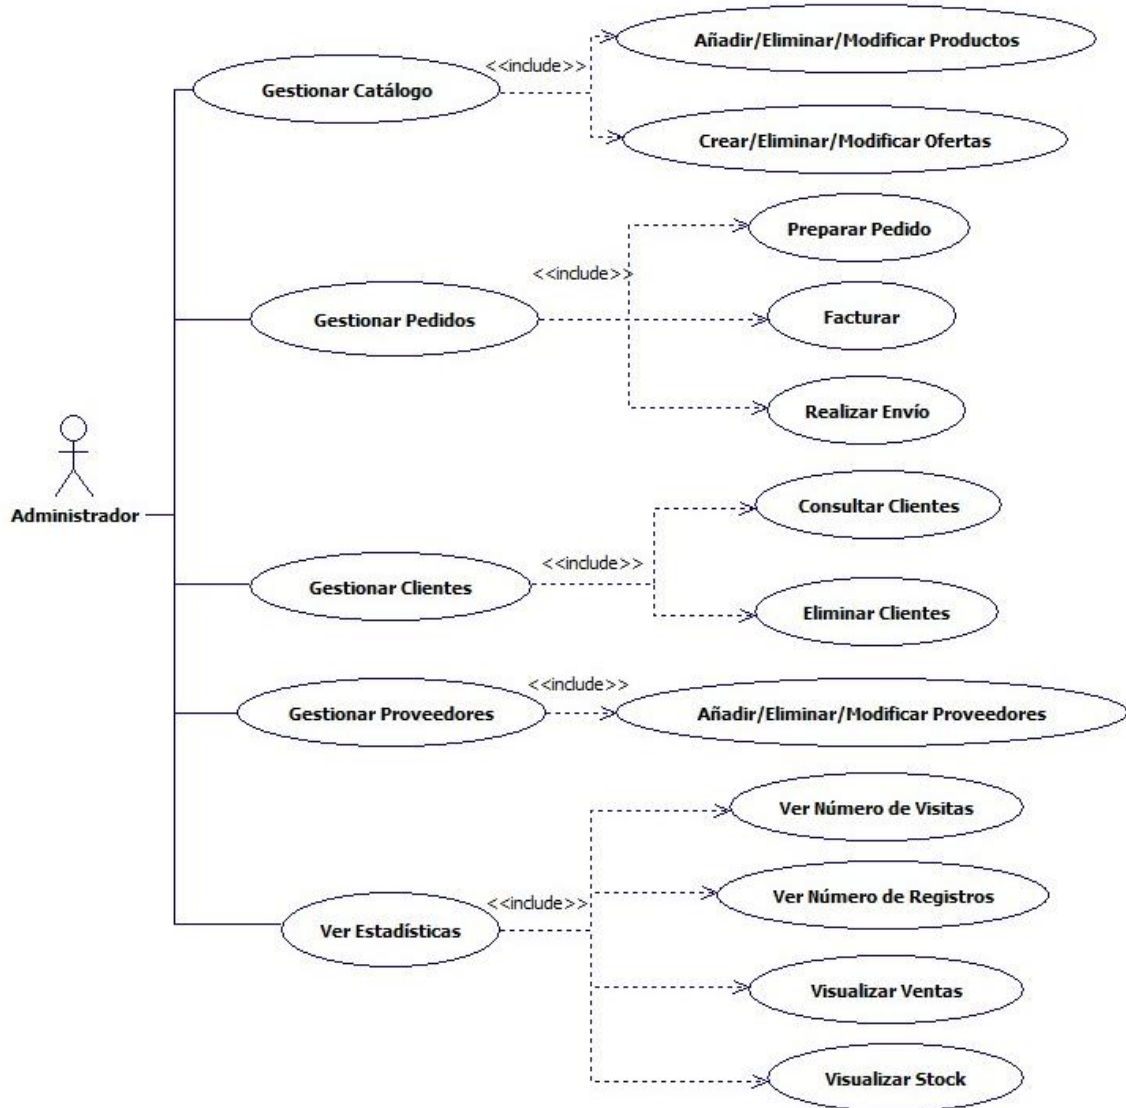 Añadir/Eliminar/Modificar Productos
<<include>>
Gestionar Catálogo
Crear/Eliminar/Modificar Ofertas
Preparar Pedido
<<include>>
Gestionar Pedidos
Facturar
Realizar Envío
Administrador
Consultar Clientes
<<include>>
Gestionar Clientes
Eliminar Clientes
<<include>>
Gestionar Proveedores
Añadir/Eliminar/Modificar Proveedores
Ver Número de Visitas
<<include>>
Ver Número de Registros
Ver Estadísticas
Visualizar Ventas
Visualizar Stock